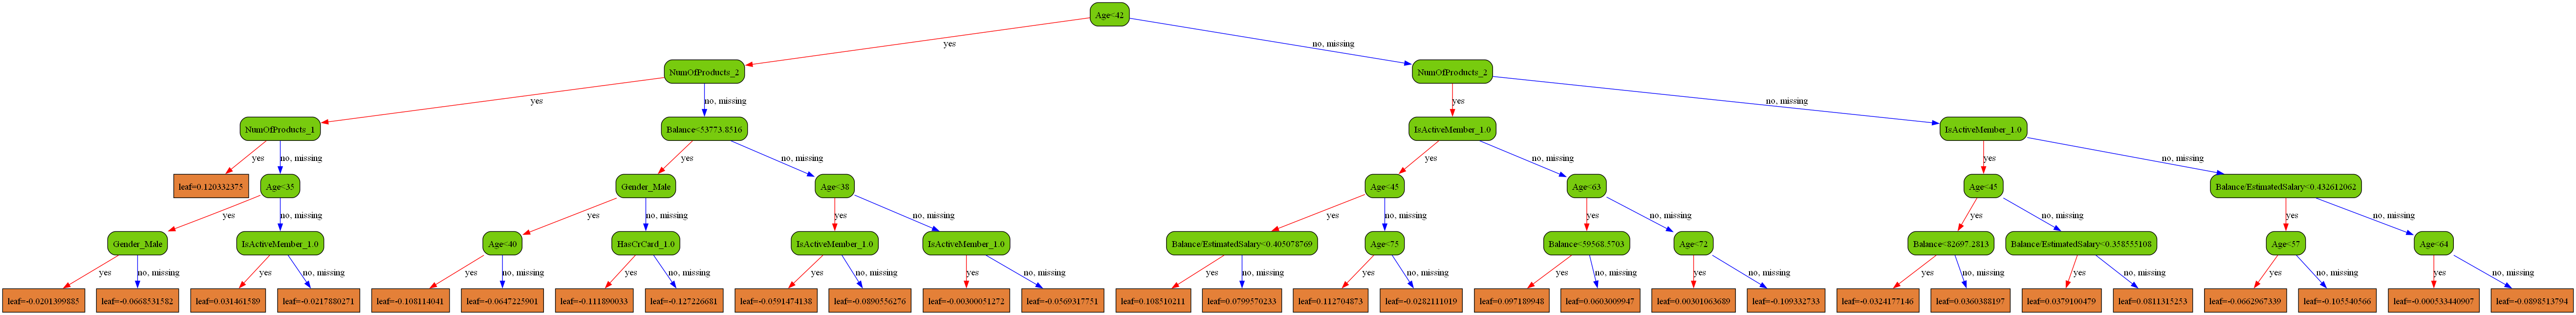 Age<42
yes
no, missing
NumOfProducts_2
NumOfProducts_2
yes
no, missing
yes
no, missing
NumOfProducts_1
Balance<53773.8516
IsActiveMember_1.0
IsActiveMember_1.0
yes
no, missing
yes
no, missing
yes
no, missing
yes
no, missing
leaf=0.120332375
Age<35
Gender_Male
Age<38
Age<45
Age<63
Age<45
Balance/EstimatedSalary<0.432612062
yes
no, missing
yes
no, missing
yes
no, missing
yes
no, missing
yes
no, missing
yes
no, missing
yes
no, missing
Gender_Male
IsActiveMember_1.0
Age<40
HasCrCard_1.0
IsActiveMember_1.0
IsActiveMember_1.0
Balance/EstimatedSalary<0.405078769
Age<75
Balance<59568.5703
Age<72
Balance<82697.2813
Balance/EstimatedSalary<0.358555108
Age<57
Age<64
yes
no, missing
yes
no, missing
yes
no, missing
yes
no, missing
yes
no, missing
yes
no, missing
yes
no, missing
yes
no, missing
yes
no, missing
yes
no, missing
yes
no, missing
yes
no, missing
yes
no, missing
yes
no, missing
leaf=-0.0201399885
leaf=-0.0668531582
leaf=0.031461589
leaf=-0.0217880271
leaf=-0.108114041
leaf=-0.0647225901
leaf=-0.111890033
leaf=-0.127226681
leaf=-0.0591474138
leaf=-0.0890556276
leaf=-0.00300051272
leaf=-0.0569317751
leaf=0.108510211
leaf=0.0799570233
leaf=0.112704873
leaf=-0.0282111019
leaf=0.097189948
leaf=0.0603009947
leaf=0.00301063689
leaf=-0.109332733
leaf=-0.0324177146
leaf=0.0360388197
leaf=0.0379100479
leaf=0.0811315253
leaf=-0.0662967339
leaf=-0.105540566
leaf=-0.000533440907
leaf=-0.0898513794